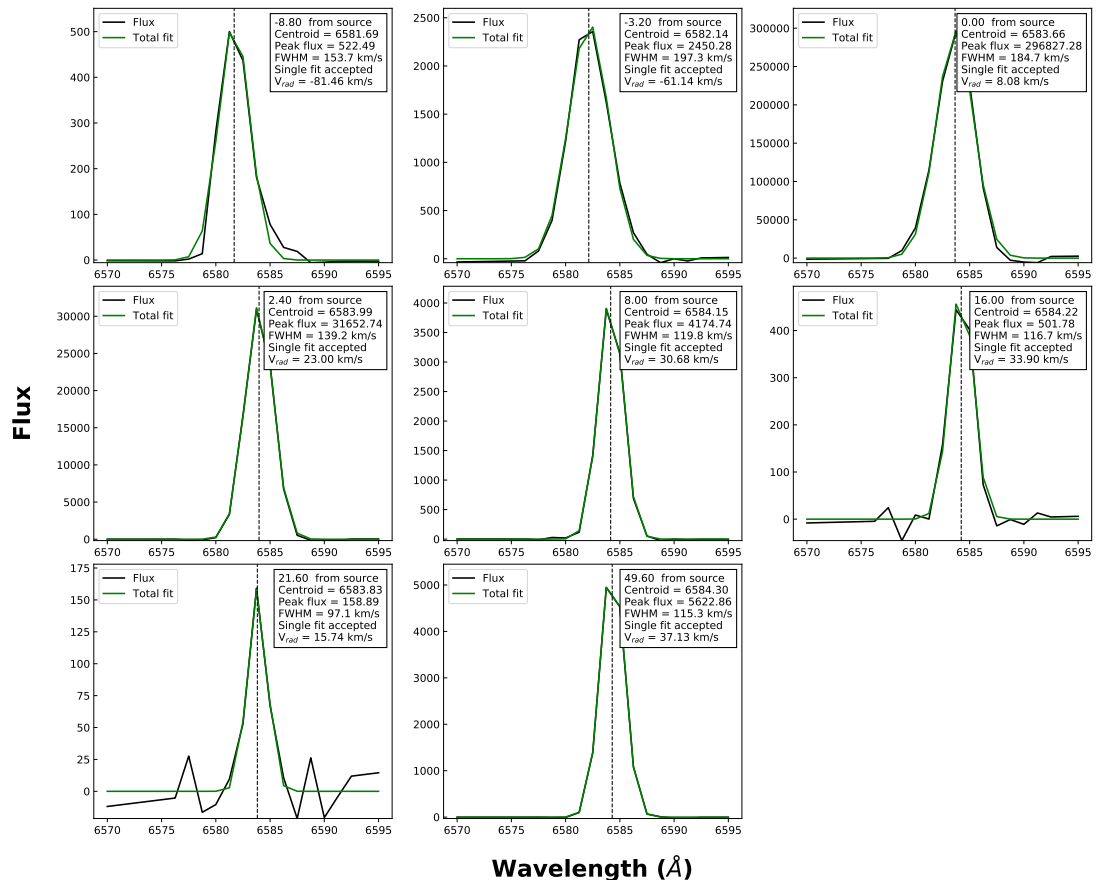 Flux
Total fit
-8.80 from source
Centroid = 6581.69
Peak flux = 522.49
FWHM = 153.7 km/s
Single fit accepted
V_rad = -81.46 km/s
500
400
300
200
100
0
6570 6575 6580 6585 6590 6595
Flux
Total fit
-3.20 from source
Centroid = 6582.14
Peak flux = 2450.28
FWHM = 197.3 km/s
Single fit accepted
V_rad = -61.14 km/s
2500
2000
1500
1000
500
0
6570 6575 6580 6585 6590 6595
Flux
Total fit
0.00 from source
Centroid = 6583.66
Peak flux = 296827.28
FWHM = 184.7 km/s
Single fit accepted
V_rad = 8.08 km/s
300000
250000
200000
150000
100000
50000
0
6570 6575 6580 6585 6590 6595
Flux
Total fit
2.40 from source
Centroid = 6583.99
Peak flux = 31652.74
FWHM = 139.2 km/s
Single fit accepted
V_rad = 23.00 km/s
30000
25000
20000
15000
10000
5000
0
6570 6575 6580 6585 6590 6595
Flux
Total fit
8.00 from source
Centroid = 6584.15
Peak flux = 4174.74
FWHM = 119.8 km/s
Single fit accepted
V_rad = 30.68 km/s
4000
3500
3000
2500
2000
1500
1000
500
0
6570 6575 6580 6585 6590 6595
Flux
Total fit
16.00 from source
Centroid = 6584.22
Peak flux = 501.78
FWHM = 116.7 km/s
Single fit accepted
V_rad = 33.90 km/s
400
300
200
100
0
6570 6575 6580 6585 6590 6595
Flux
Total fit
21.60 from source
Centroid = 6583.83
Peak flux = 158.89
FWHM = 97.1 km/s
Single fit accepted
V_rad = 15.74 km/s
175
150
125
100
75
50
25
0
6570 6575 6580 6585 6590 6595
Flux
Total fit
49.60 from source
Centroid = 6584.30
Peak flux = 5622.86
FWHM = 115.3 km/s
Single fit accepted
V_rad = 37.13 km/s
5000
4000
3000
2000
1000
0
6570 6575 6580 6585 6590 6595
Flux
Wavelength (Å)